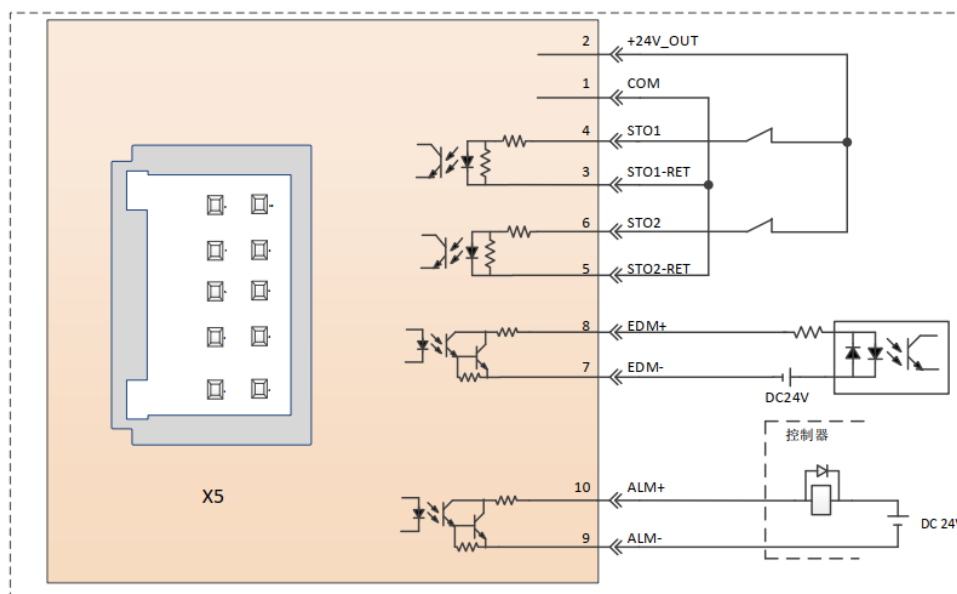 2 +24V_OUT
1 COM
4 STO1
3 STO1-RET
6 STO2
5 STO2-RET
8 EDM+
7 EDM-
DC24V
控制器
X5
10 ALM+
9 ALM-
DC 24V